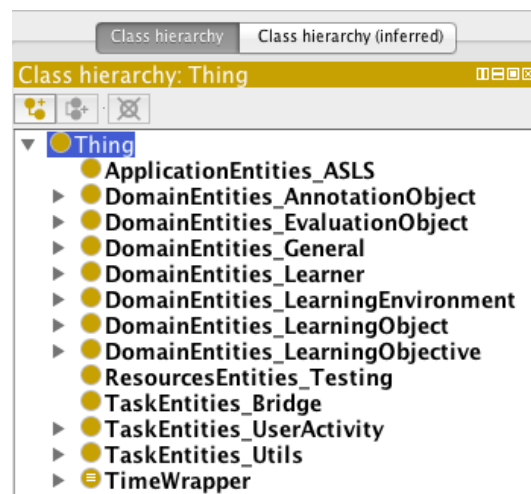 Class hierarchy Class hierarchy (inferred)
Class hierarchy: Thing
Thing
ApplicationEntities_ASLS
DomainEntities_AnnotationObject
DomainEntities_EvaluationObject
DomainEntities_General
DomainEntities_Learner
DomainEntities_LearningEnvironment
DomainEntities_LearningObject
DomainEntities_LearningObjective
ResourcesEntities_Testing
TaskEntities_Bridge
TaskEntities_UserActivity
TaskEntities_Utils
TimeWrapper